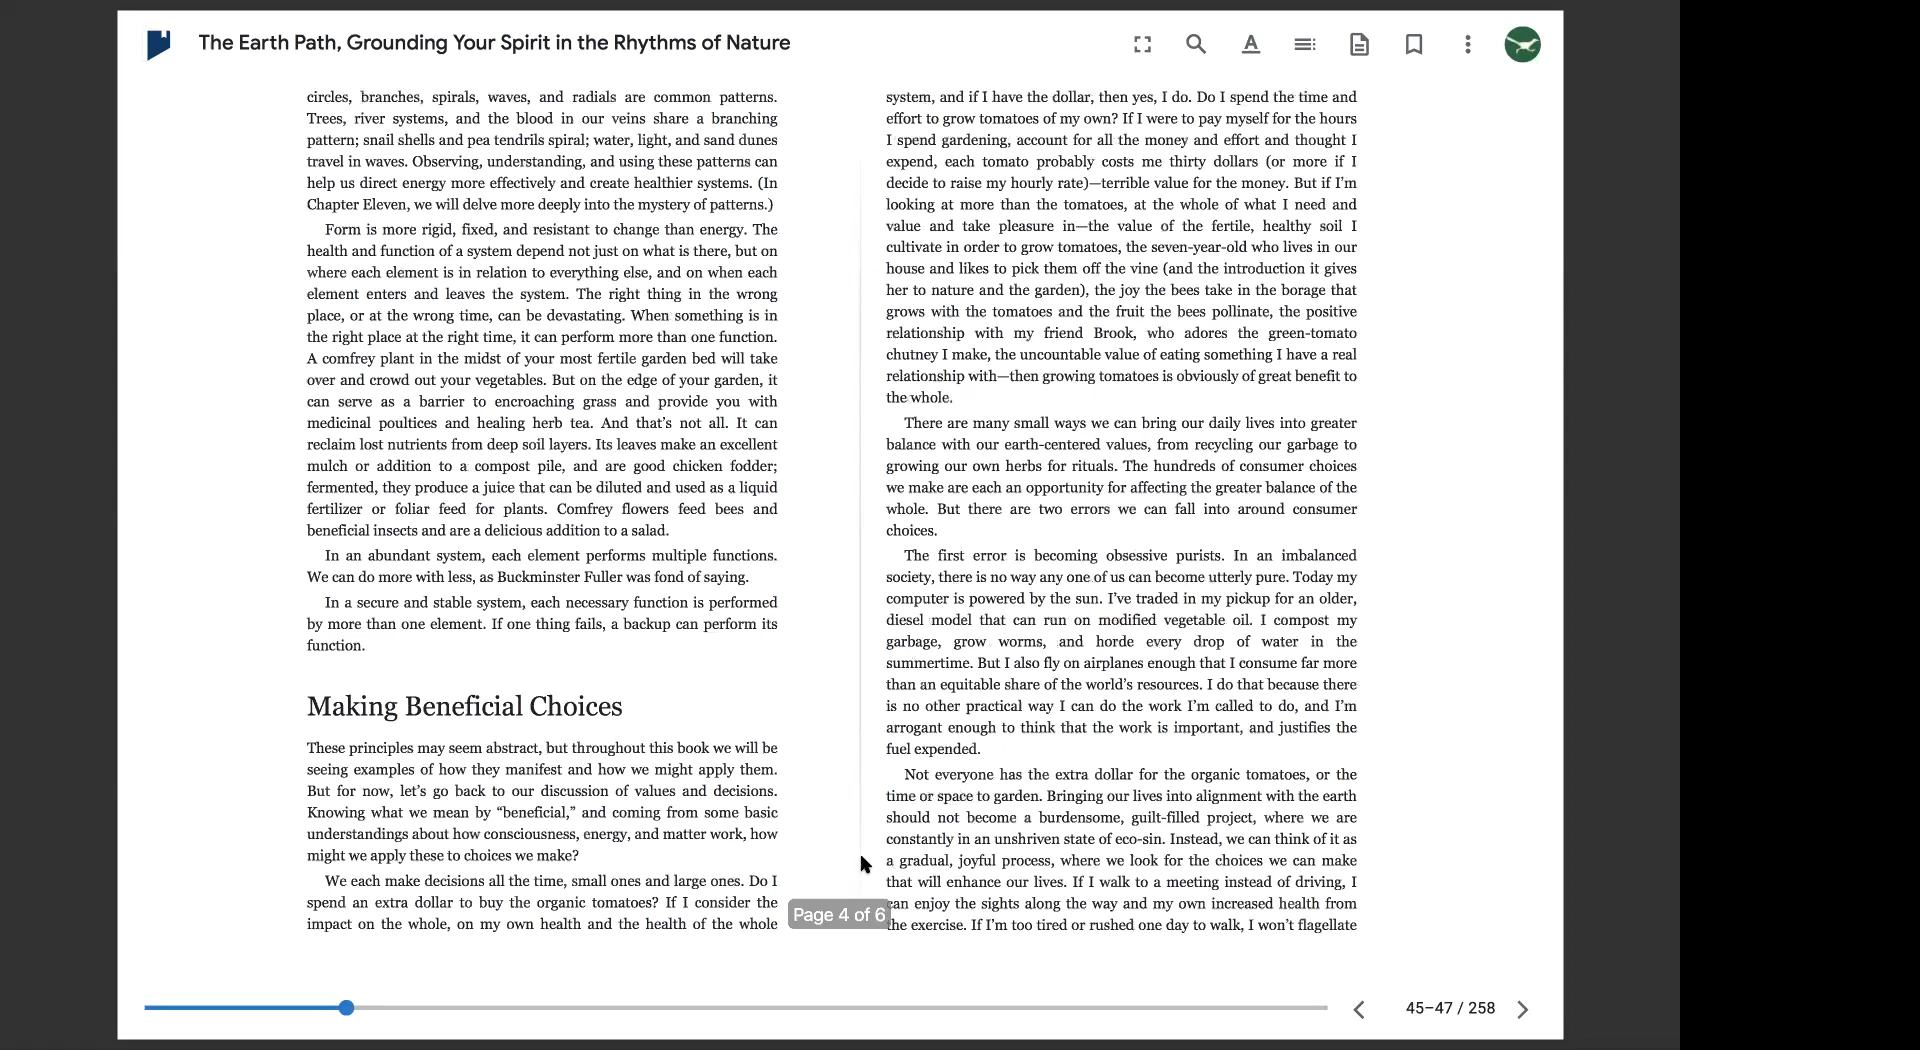 The Earth Path, Grounding Your Spirit in the Rhythms of Nature
circles, branches, spirals, waves, and radials are common patterns.
Trees, river systems, and the blood in our veins share a branching
pattern; snail shells and pea tendrils spiral; water, light, and sand dunes
travel in waves. Observing, understanding, and using these patterns can
help us direct energy more effectively and create healthier systems. (In
Chapter Eleven, we will delve more deeply into the mystery of patterns.)
Form is more rigid, fixed, and resistant to change than energy. The
health and function of a system depend not just on what is there, but on
where each element is in relation to everything else, and on when each
element enters and leaves the system. The right thing in the wrong
place, or at the wrong time, can be devastating. When something is in
the right place at the right time, it can perform more than one function.
A comfrey plant in the midst of your most fertile garden bed will take
over and crowd out your vegetables. But on the edge of your garden, it
can serve as a barrier to encroaching grass and provide you with
medicinal poultices and healing herb tea. And that’s not all. It can
reclaim lost nutrients from deep soil layers. Its leaves make an excellent
mulch or addition to a compost pile, and are good chicken fodder;
fermented, they produce a juice that can be diluted and used as a liquid
fertilizer or foliar feed for plants. Comfrey flowers feed bees and
beneficial insects and are a delicious addition to a salad.
In an abundant system, each element performs multiple functions.
We can do more with less, as Buckminster Fuller was fond of saying.
In a secure and stable system, each necessary function is performed
by more than one element. If one thing fails, a backup can perform its
function.
Making Beneficial Choices
These principles may seem abstract, but throughout this book we will be
seeing examples of how they manifest and how we might apply them.
But for now, let’s go back to our discussion of values and decisions.
Knowing what we mean by “beneficial,” and coming from some basic
understandings about how consciousness, energy, and matter work, how
might we apply these to choices we make?
We each make decisions all the time, small ones and large ones. Do I
spend an extra dollar to buy the organic tomatoes? If I consider the
impact on the whole, on my own health and the health of the whole
system, and if I have the dollar, then yes, I do. Do I spend the time and
effort to grow tomatoes of my own? If I were to pay myself for the hours
I spend gardening, account for all the money and effort and thought I
expend, each tomato probably costs me thirty dollars (or more if I
decide to raise my hourly rate)—terrible value for the money. But if I’m
looking at more than the tomatoes, at the whole of what I need and
value and take pleasure in—the value of the fertile, healthy soil I
cultivate in order to grow tomatoes, the seven-year-old who lives in our
house and likes to pick them off the vine (and the introduction it gives
her to nature and the garden), the joy the bees take in the borage that
grows with the tomatoes and the fruit the bees pollinate, the positive
relationship with my friend Brook, who adores the green-tomato
chutney I make, the uncountable value of eating something I have a real
relationship with—then growing tomatoes is obviously of great benefit to
the whole.
There are many small ways we can bring our daily lives into greater
balance with our earth-centered values, from recycling our garbage to
growing our own herbs for rituals. The hundreds of consumer choices
we make are each an opportunity for affecting the greater balance of the
whole. But there are two errors we can fall into around consumer
choices.
The first error is becoming obsessive purists. In an imbalanced
society, there is no way any one of us can become utterly pure. Today my
computer is powered by the sun. I’ve traded in my pickup for an older,
diesel model that can run on modified vegetable oil. I compost my
garbage, grow worms, and horde every drop of water in the
summertime. But I also fly on airplanes enough that I consume far more
than an equitable share of the world’s resources. I do that because there
is no other practical way I can do the work I’m called to do, and I’m
arrogant enough to think that the work is important, and justifies the
fuel expended.
Not everyone has the extra dollar for the organic tomatoes, or the
time or space to garden. Bringing our lives into alignment with the earth
should not become a burdensome, guilt-filled project, where we are
constantly in an unshriven state of eco-sin. Instead, we can think of it as
a gradual, joyful process, where we look for the choices we can make
that will enhance our lives. If I walk to a meeting instead of driving, I
can enjoy the sights along the way and my own increased health from
the exercise. If I’m too tired or rushed one day to walk, I won’t flagellate
Page 4 of 6
45–47 / 258